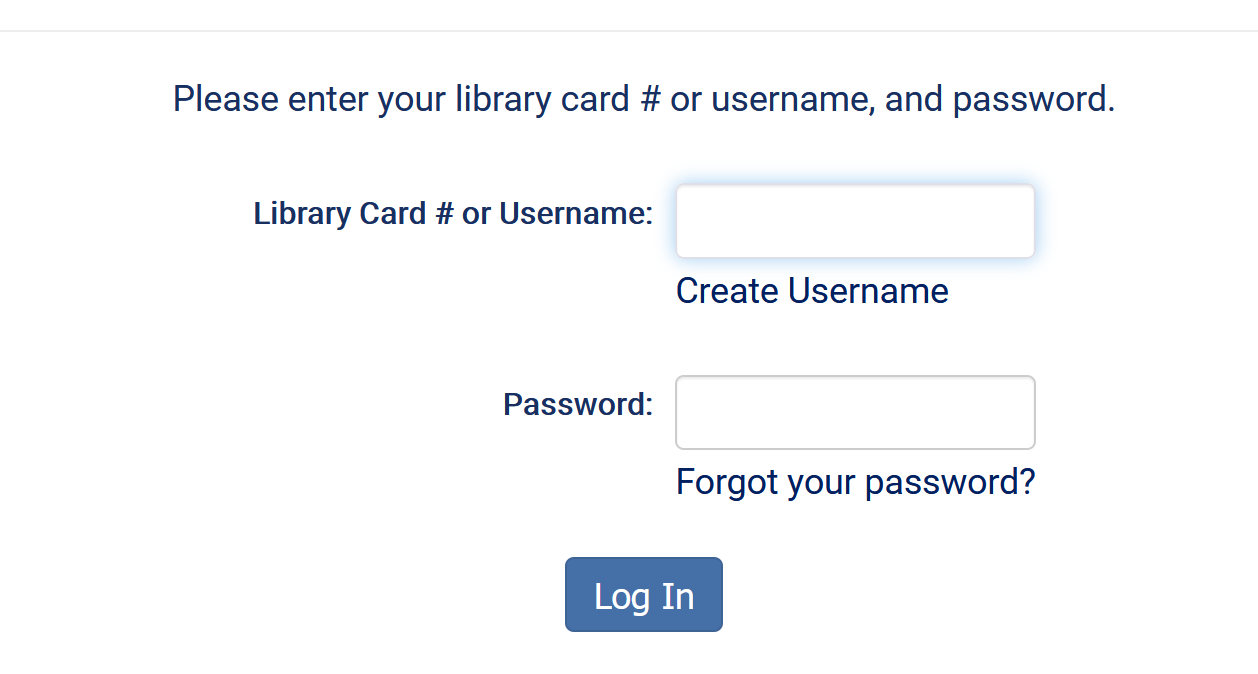 Please enter your library card # or username, and password.
Library Card # or Username:
Create Username
Password:
Forgot your password?
Log In